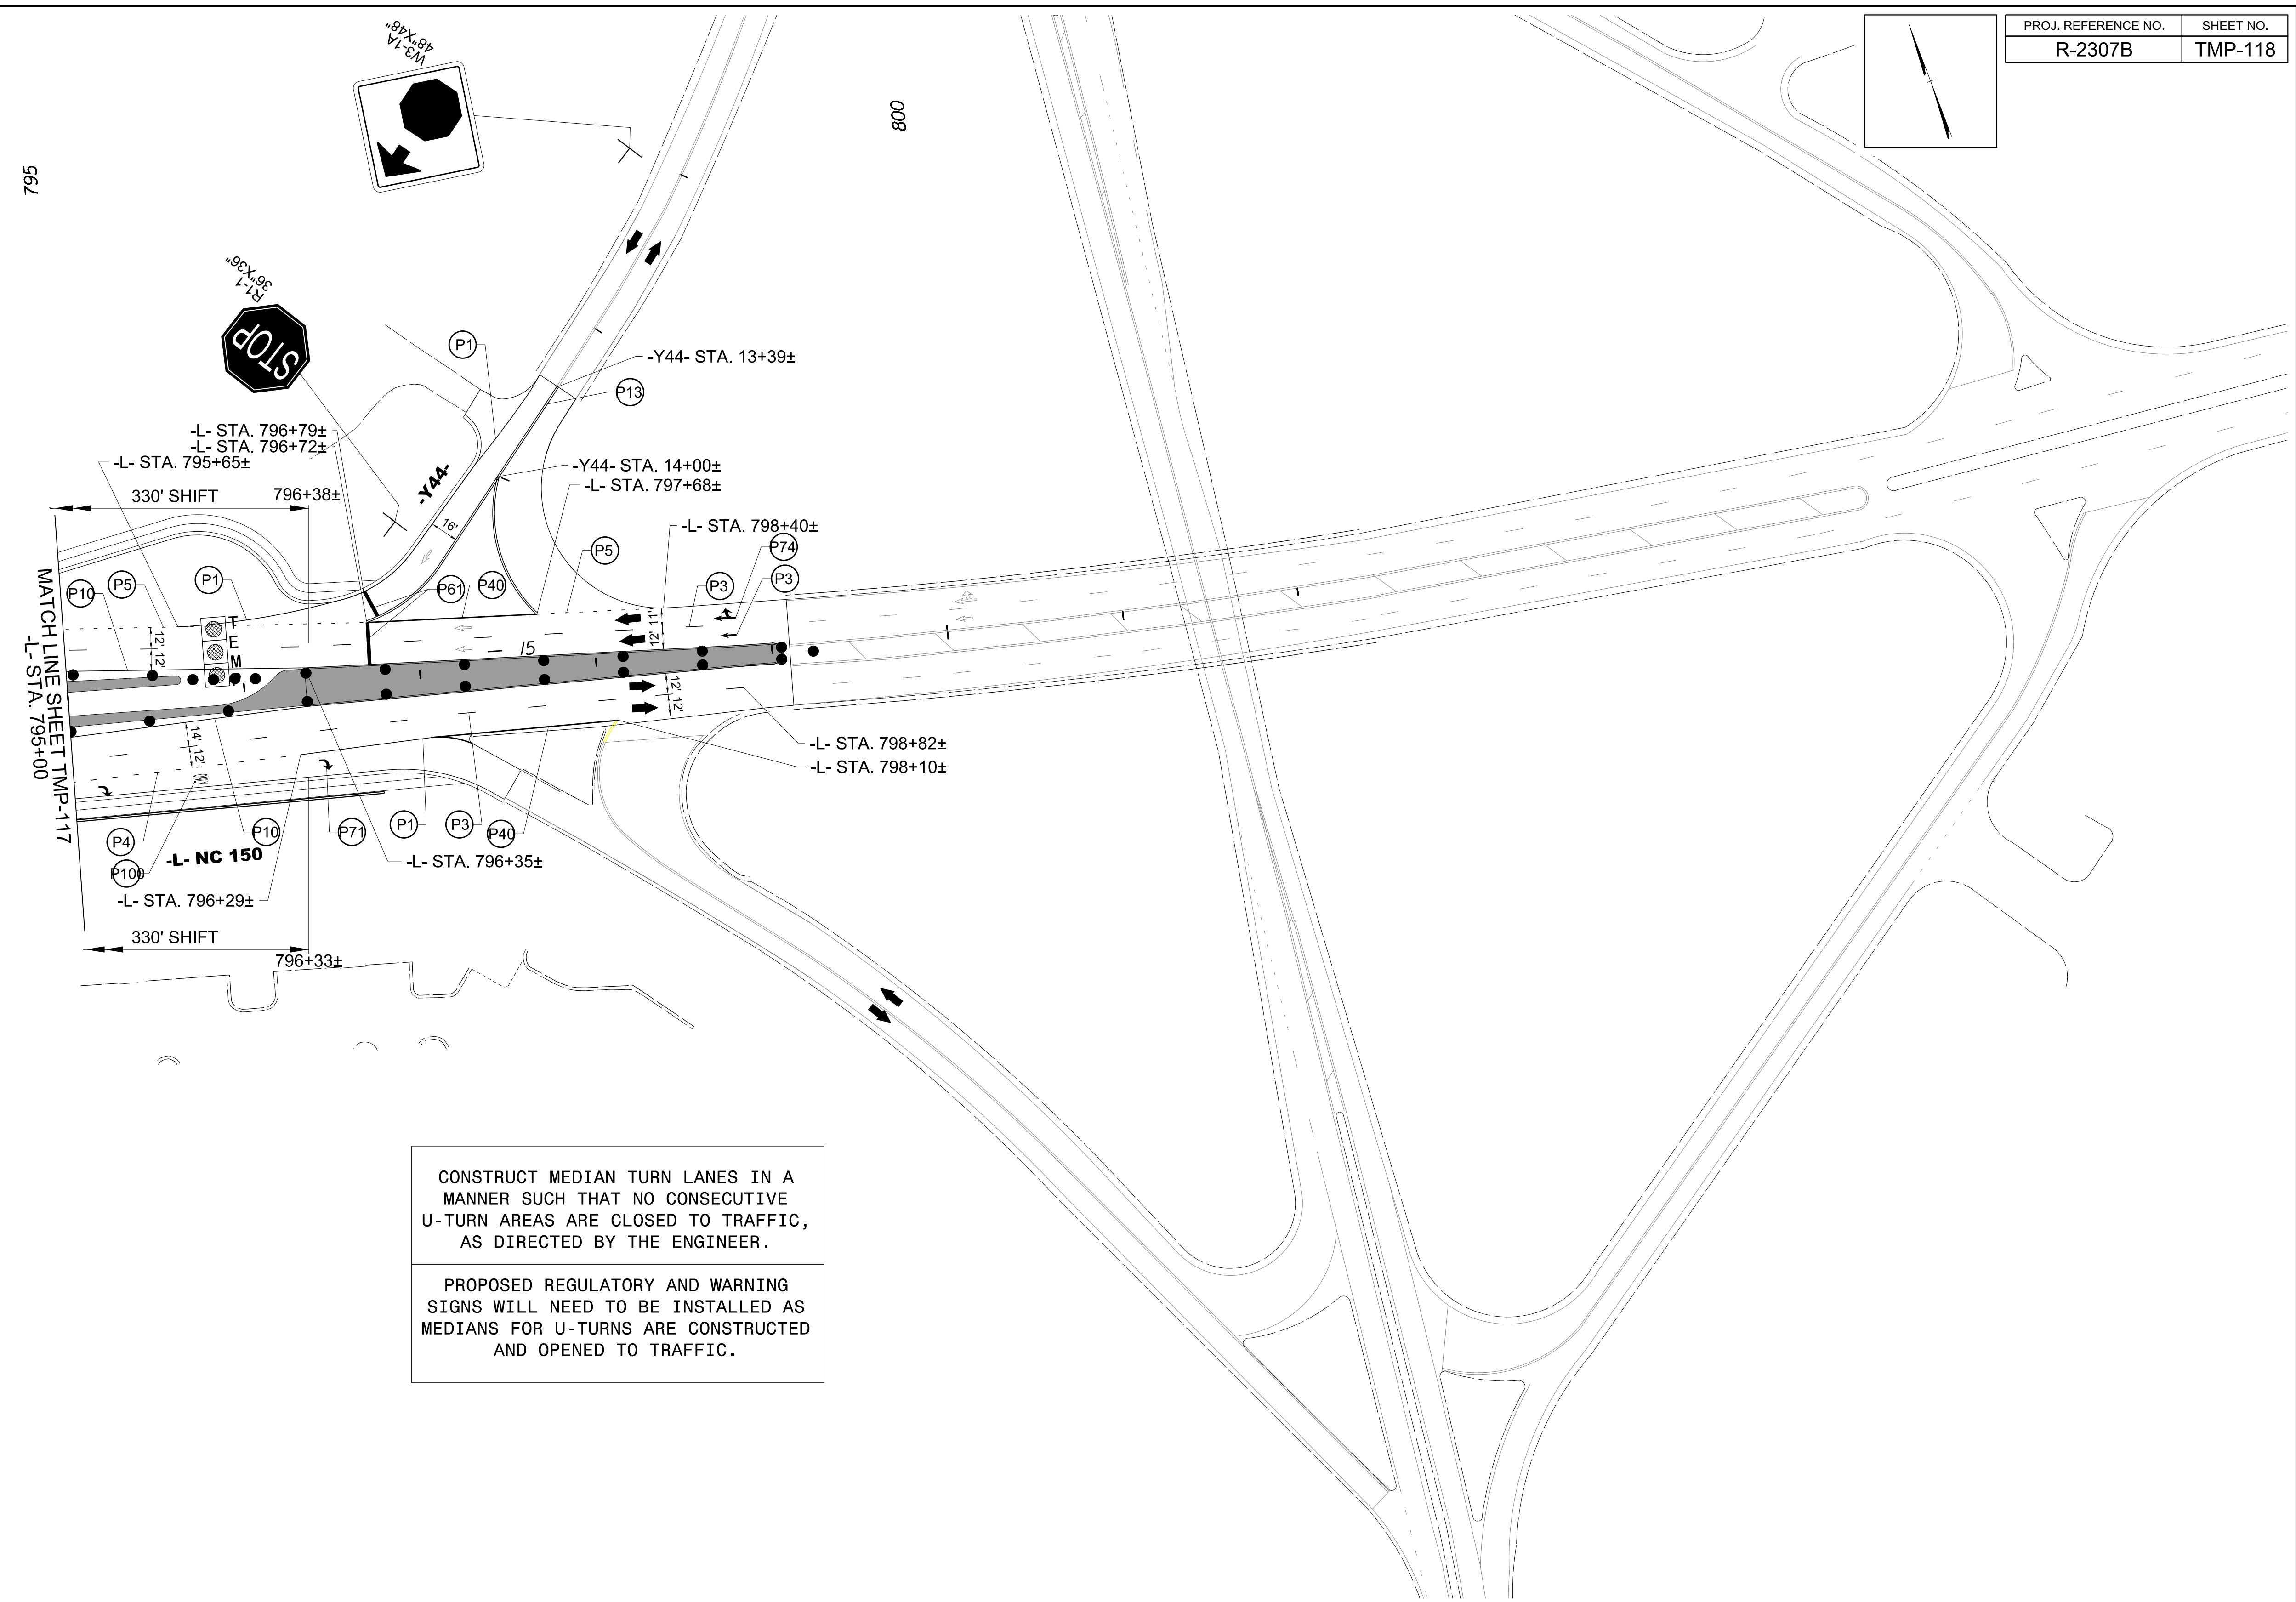 PROJ. REFERENCE NO.
SHEET NO.
R-2307B
TMP-118
W3-1A
48"X48"
795
800
R1-1
36"X36"
STOP
P1
-Y44- STA. 13+39±
P13
-L- STA. 796+79±
-L- STA. 796+72±
-L- STA. 795+65±
-Y44-
-Y44- STA. 14+00±
-L- STA. 797+68±
330' SHIFT
796+38±
16'
-L- STA. 798+40±
P5
P74
P10
P5
P1
P61
P40
P3
P3
MATCH LINE SHEET TMP-117
-L- STA. 795+00
TEMP
12'
12'
15
11'
12'
12'
12'
14'
12'
ONLY
-L- STA. 798+82±
-L- STA. 798+10±
P4
P10
P71
P1
P3
P40
P100
-L- NC 150
-L- STA. 796+35±
-L- STA. 796+29±
330' SHIFT
796+33±
CONSTRUCT MEDIAN TURN LANES IN A
MANNER SUCH THAT NO CONSECUTIVE
U-TURN AREAS ARE CLOSED TO TRAFFIC,
AS DIRECTED BY THE ENGINEER.
PROPOSED REGULATORY AND WARNING
SIGNS WILL NEED TO BE INSTALLED AS
MEDIANS FOR U-TURNS ARE CONSTRUCTED
AND OPENED TO TRAFFIC.